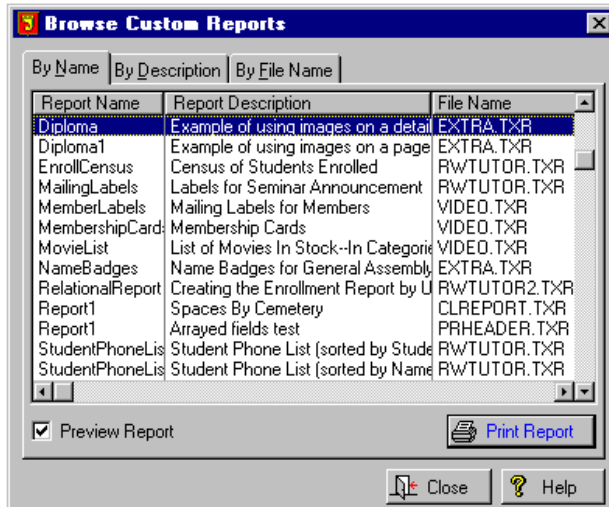 Browse Custom Reports
By Name By Description By File Name
Report Name Report Description File Name
Diploma Example of using images on a detail EXTRA.TXR
Diploma1 Example of using images on a page EXTRA.TXR
EnrollCensus Census of Students Enrolled RWTUTOR.TXR
MailingLabels Labels for Seminar Announcement RWTUTOR.TXR
MemberLabels Mailing Labels for Members VIDEO.TXR
MembershipCard Membership Cards VIDEO.TXR
MovieList List of Movies In Stock--In Categorie VIDEO.TXR
NameBadges Name Badges for General Assembly EXTRA.TXR
RelationalReport Creating the Enrollment Report by U RWTUTOR2.TXR
Report1 Spaces By Cemetery CLREPORT.TXR
Report1 Arrayed fields test PRHEADER.TXR
StudentPhoneLis Student Phone List (sorted by Stude RWTUTOR.TXR
StudentPhoneLis Student Phone List (sorted by Name RWTUTOR.TXR
Preview Report Print Report
Close Help